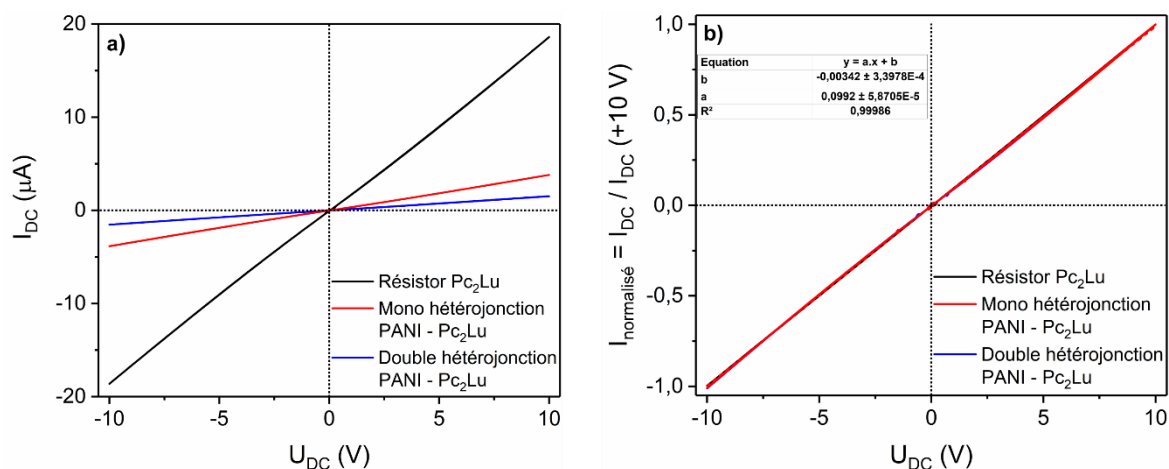 a)
20
10
0
-10
-20
I_DC (μA)
-10 -5 0 5 10
U_DC (V)
Résistor Pc₂Lu
Mono hétérojonction
PANI - Pc₂Lu
Double hétérojonction
PANI - Pc₂Lu
b)
1,0
0,5
0,0
-0,5
-1,0
I_normalisé = I_DC / I_DC (+10 V)
Equation y = a.x + b
b -0,00342 ± 3,3978E-4
a 0,0992 ± 5,8705E-5
R² 0,99986
-10 -5 0 5 10
U_DC (V)
Résistor Pc₂Lu
Mono hétérojonction
PANI - Pc₂Lu
Double hétérojonction
PANI - Pc₂Lu